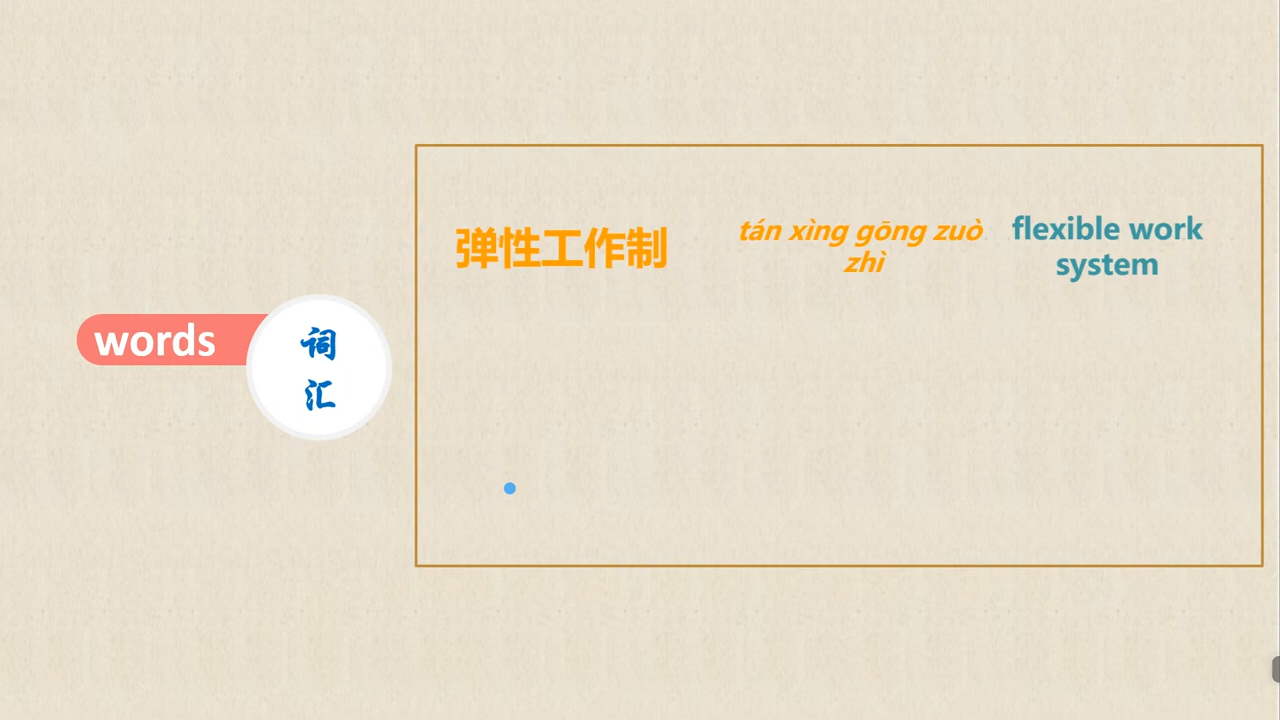 words
词
汇
弹性工作制
tán xìng gōng zuò
zhì
flexible work
system